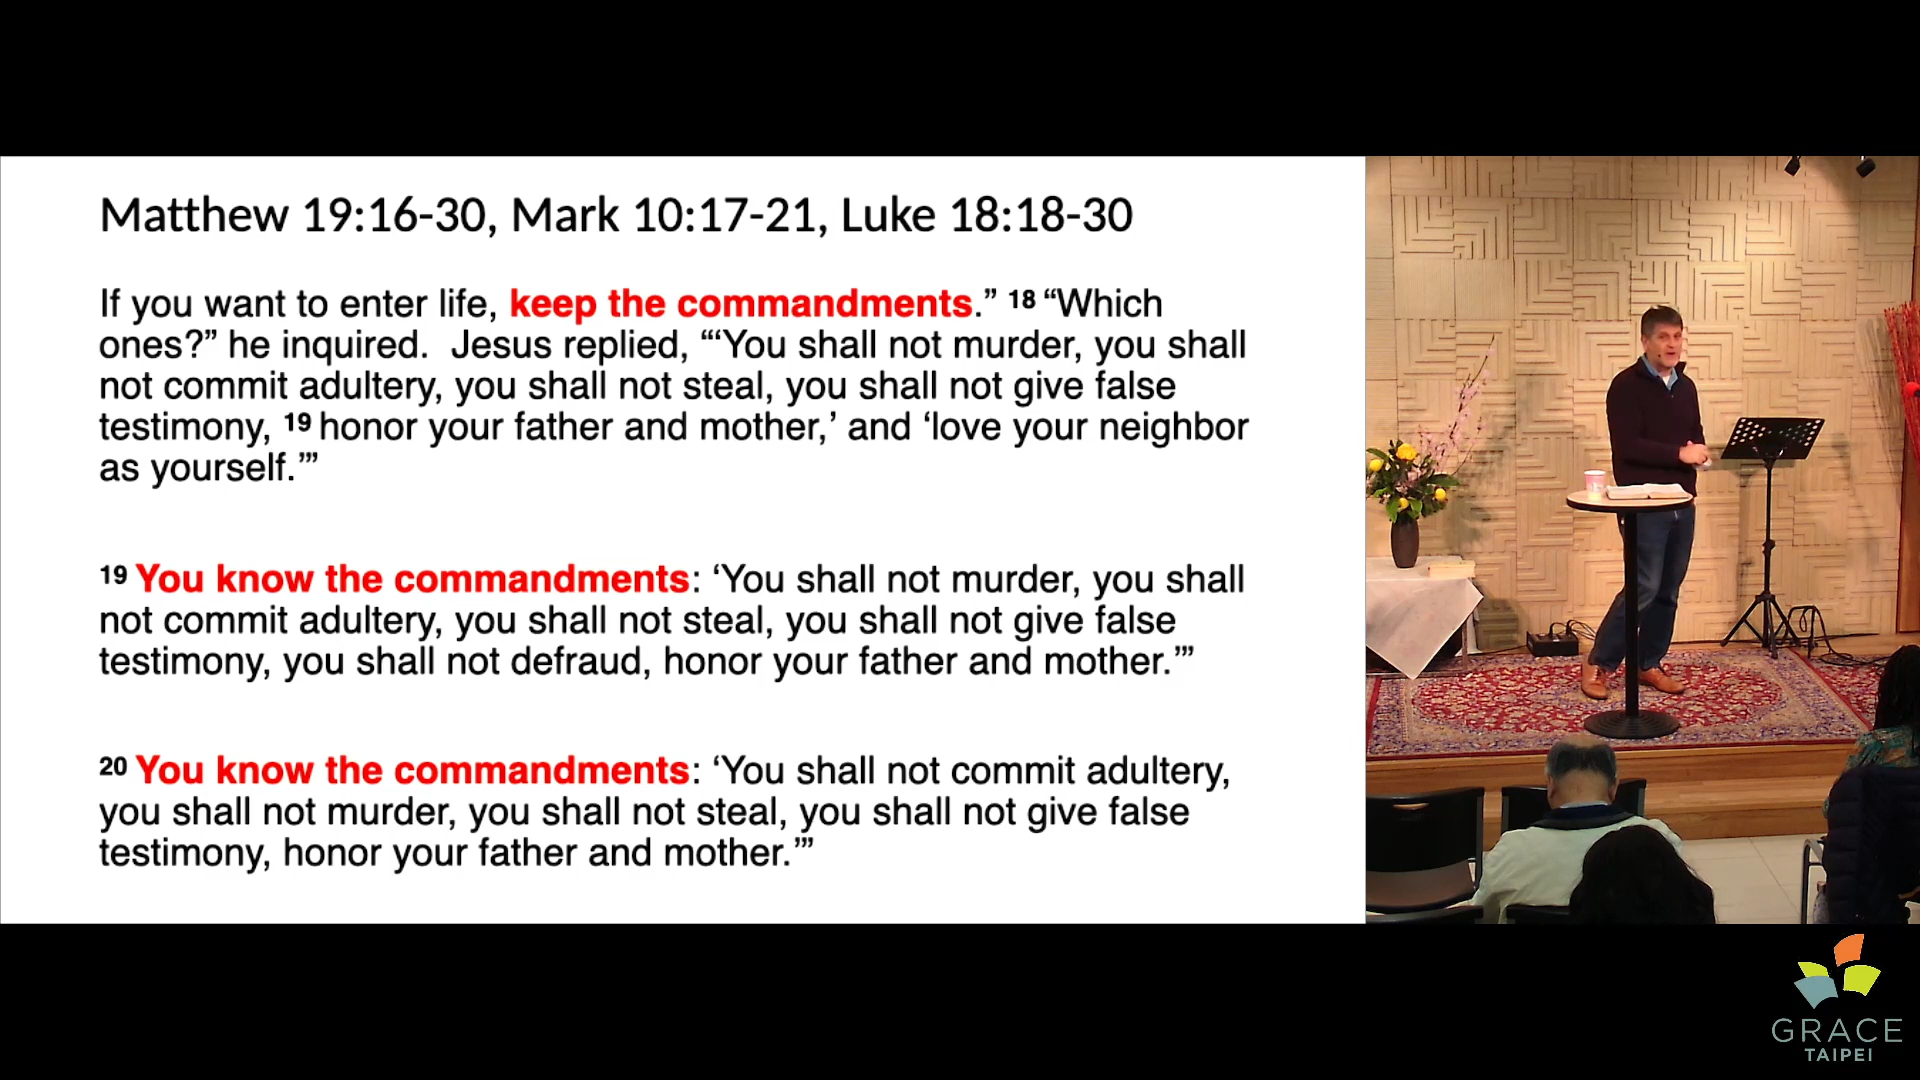 Matthew 19:16-30, Mark 10:17-21, Luke 18:18-30
If you want to enter life, keep the commandments.” 18 “Which
ones?” he inquired.  Jesus replied, “‘You shall not murder, you shall
not commit adultery, you shall not steal, you shall not give false
testimony, 19 honor your father and mother,’ and ‘love your neighbor
as yourself.’”
19 You know the commandments: ‘You shall not murder, you shall
not commit adultery, you shall not steal, you shall not give false
testimony, you shall not defraud, honor your father and mother.’”
20 You know the commandments: ‘You shall not commit adultery,
you shall not murder, you shall not steal, you shall not give false
testimony, honor your father and mother.’”
GRACE
TAIPEI